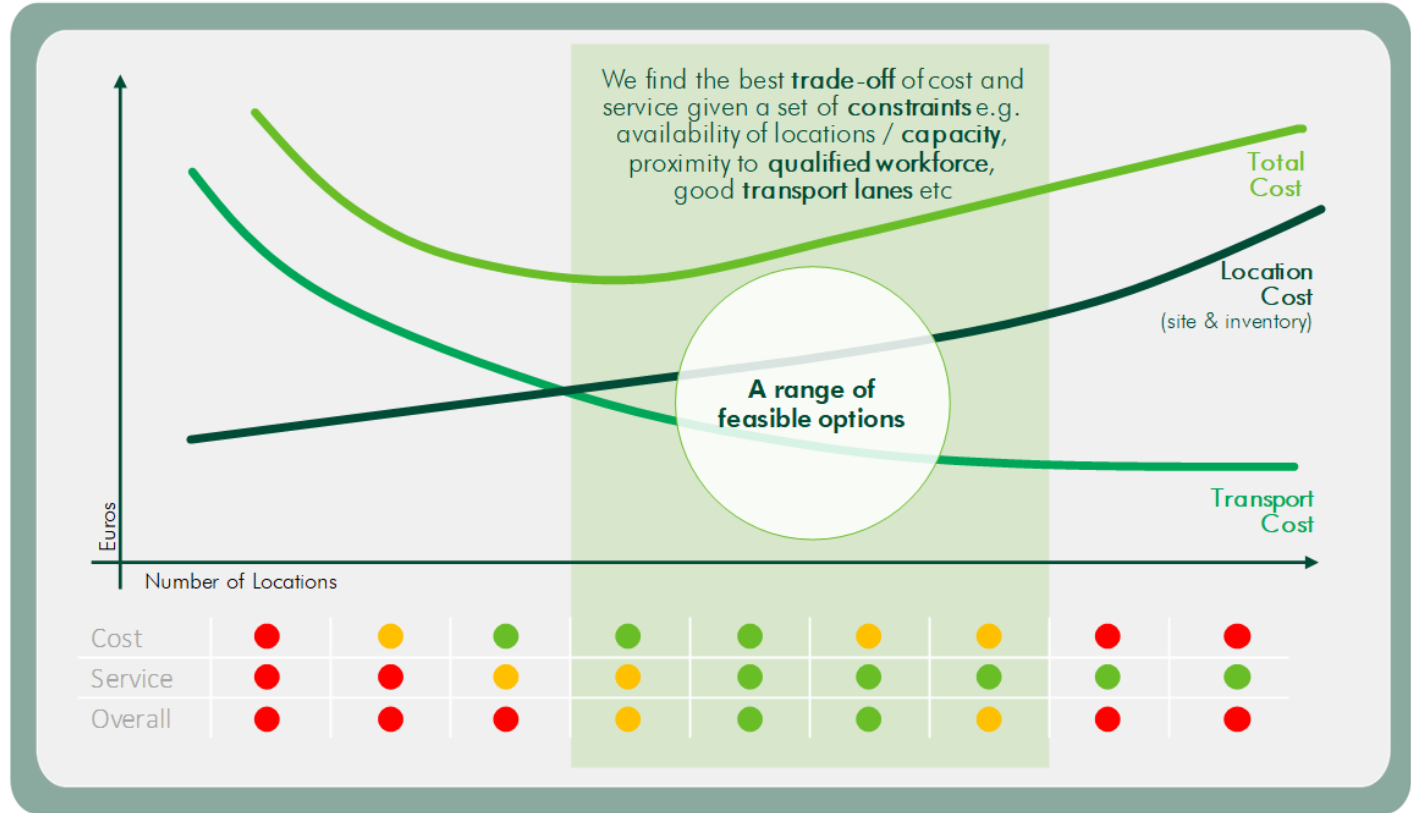 We find the best trade-off of cost and
service given a set of constraints e.g.
availability of locations / capacity,
proximity to qualified workforce,
good transport lanes etc
Total
Cost
Location
Cost
(site & inventory)
A range of
feasible options
Transport
Cost
Euros
Number of Locations
Cost
Service
Overall